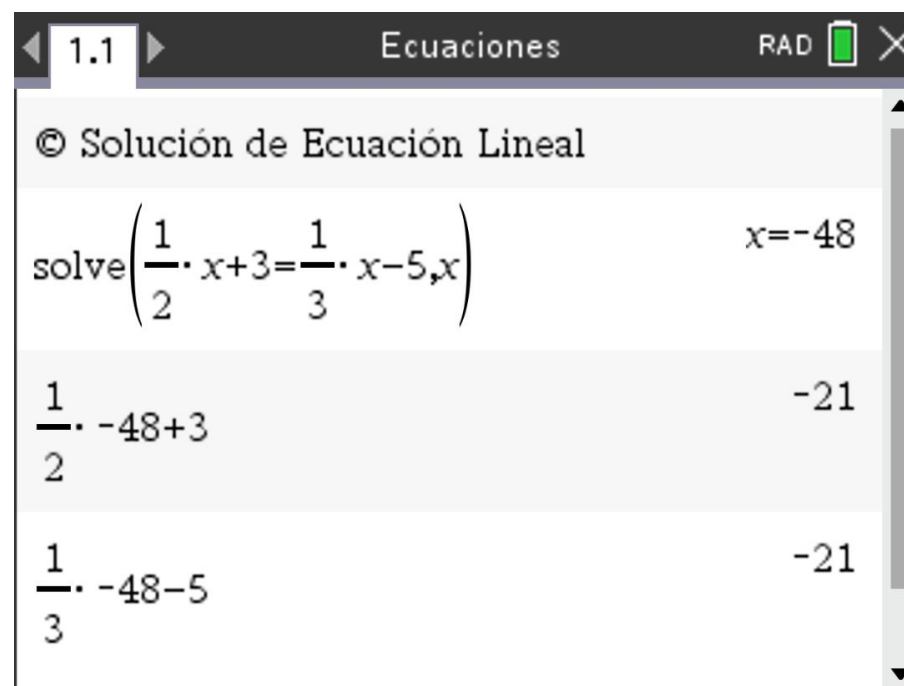 1.1 Ecuaciones RAD
© Solución de Ecuación Lineal
solve(1/2· x+3=1/3· x−5,x) x=-48
1/2· -48+3 -21
1/3· -48−5 -21